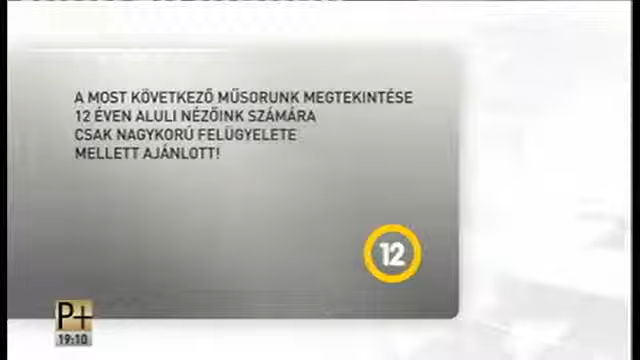 A MOST KÖVETKEZŐ MŰSORUNK MEGTEKINTÉSE
12 ÉVEN ALULI NÉZŐINK SZÁMÁRA
CSAK NAGYKORÚ FELÜGYELETE
MELLETT AJÁNLOTT!
12
P+
19:10